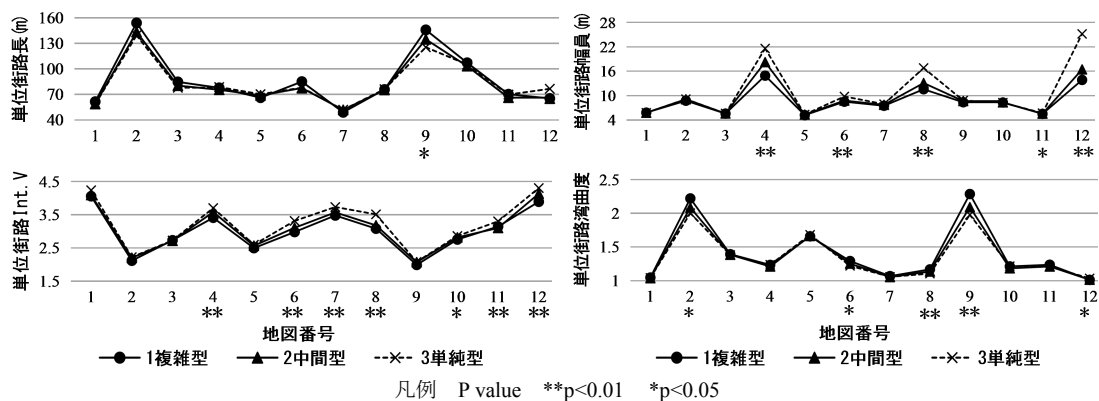 単位街路長(m)
160
130
100
70
40
1 2 3 4 5 6 7 8 9 10 11 12
*
単位街路幅員(m)
28
22
16
10
4
1 2 3 4 5 6 7 8 9 10 11 12
** ** ** * **
単位街路Int.V
4.5
3.5
2.5
1.5
1 2 3 4 5 6 7 8 9 10 11 12
** ** ** ** * ** **
地図番号
1複雑型 2中間型 3単純型
単位街路湾曲度
2.5
2
1.5
1
1 2 3 4 5 6 7 8 9 10 11 12
* * ** ** *
地図番号
1複雑型 2中間型 3単純型
凡例 P value **p<0.01 *p<0.05